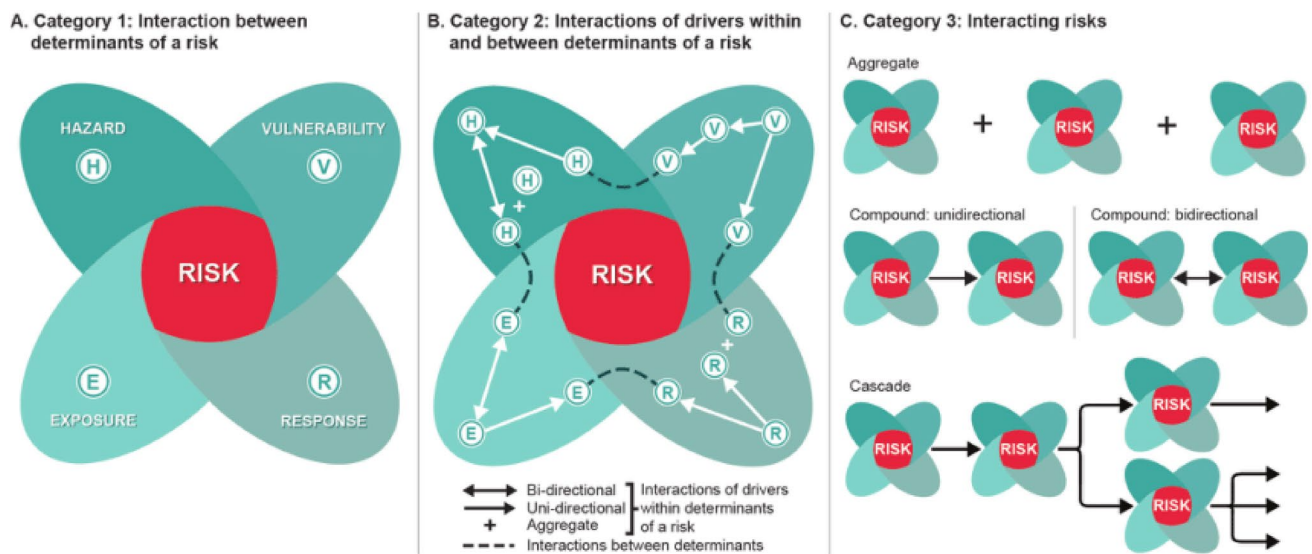 A. Category 1: Interaction between
determinants of a risk
HAZARD
H
VULNERABILITY
V
RISK
E
EXPOSURE
R
RESPONSE
B. Category 2: Interactions of drivers within
and between determinants of a risk
H
V
V
V
H
H
+
H
V
RISK
E
R
+
R
E
R
E
R
Bi-directional
Uni-directional
+ Aggregate
Interactions of drivers
within determinants
of a risk
Interactions between determinants
C. Category 3: Interacting risks
Aggregate
RISK + RISK + RISK
Compound: unidirectional
RISK RISK
Compound: bidirectional
RISK RISK
Cascade
RISK
RISK
RISK
RISK